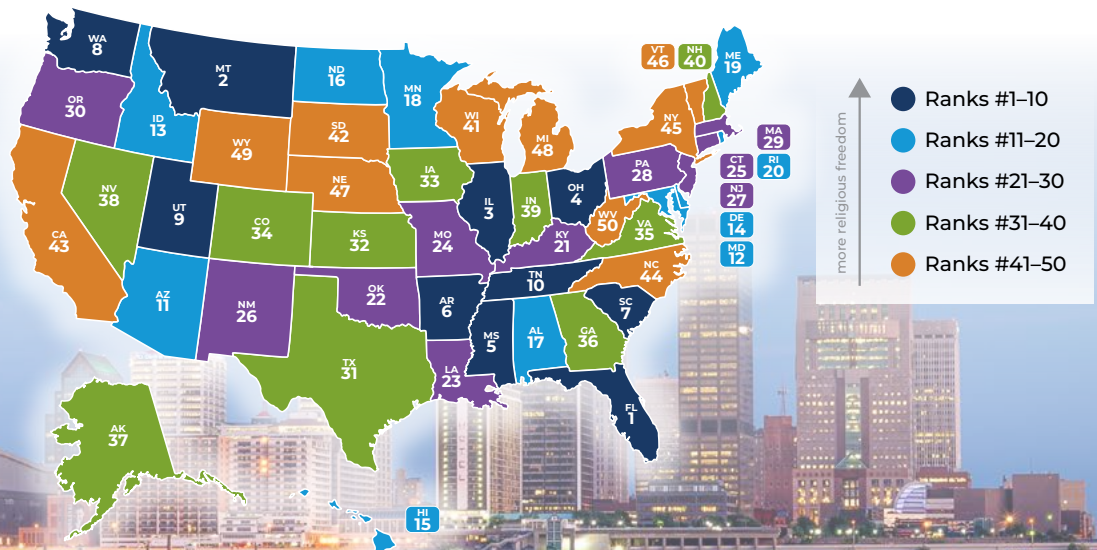 WA
8
MT
2
ND
16
MN
18
VT
46
NH
40
ME
19
OR
30
ID
13
WY
49
SD
42
WI
41
MI
48
NY
45
MA
29
CT
25
RI
20
NJ
27
DE
14
MD
12
NV
38
UT
9
CO
34
NE
47
IA
33
IL
3
IN
39
OH
4
PA
28
WV
50
VA
35
CA
43
AZ
11
NM
26
KS
32
MO
24
KY
21
NC
44
TN
10
OK
22
AR
6
SC
7
MS
5
AL
17
GA
36
TX
31
LA
23
FL
1
AK
37
HI
15
more religious freedom
Ranks #1–10
Ranks #11–20
Ranks #21–30
Ranks #31–40
Ranks #41–50